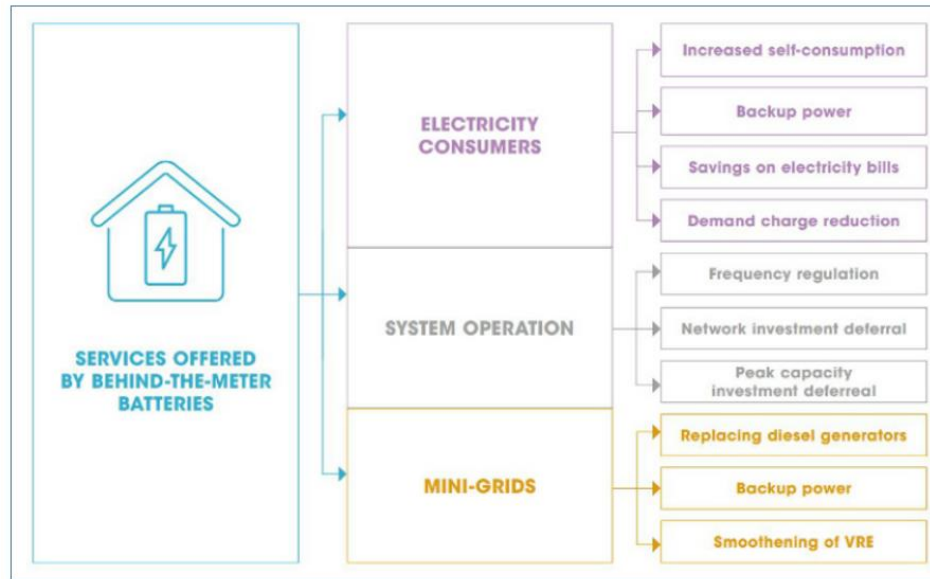 SERVICES OFFERED
BY BEHIND-THE-METER
BATTERIES
ELECTRICITY
CONSUMERS
Increased self-consumption
Backup power
Savings on electricity bills
Demand charge reduction
SYSTEM OPERATION
Frequency regulation
Network investment deferral
Peak capacity
investment deferreal
MINI-GRIDS
Replacing diesel generators
Backup power
Smoothening of VRE